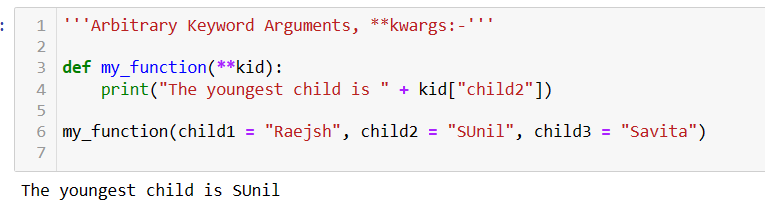 : 1 '''Arbitrary Keyword Arguments, **kwargs:-'''
2
3 def my_function(**kid):
4     print("The youngest child is " + kid["child2"])
5
6 my_function(child1 = "Raejsh", child2 = "SUnil", child3 = "Savita")
7
The youngest child is SUnil